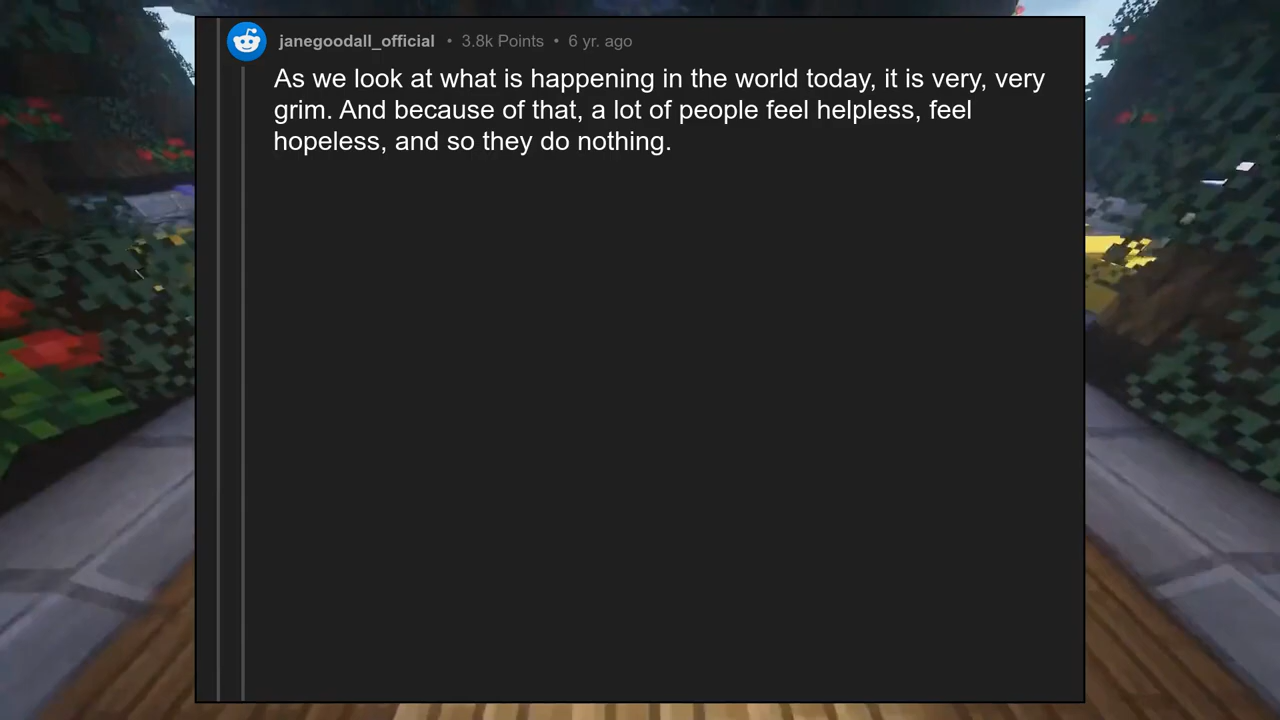 janegoodall_official • 3.8k Points • 6 yr. ago
As we look at what is happening in the world today, it is very, very
grim. And because of that, a lot of people feel helpless, feel
hopeless, and so they do nothing.